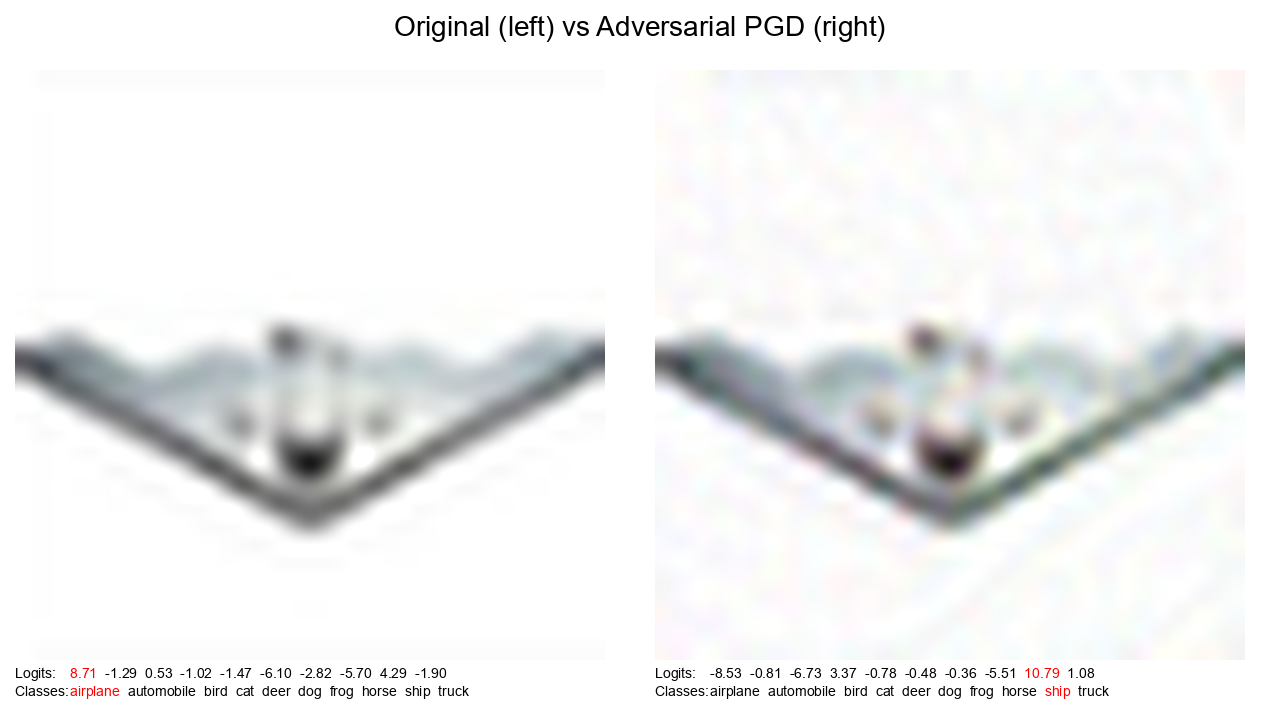 Original (left) vs Adversarial PGD (right)
Logits: 8.71 -1.29 0.53 -1.02 -1.47 -6.10 -2.82 -5.70 4.29 -1.90
Classes: airplane automobile bird cat deer dog frog horse ship truck
Logits: -8.53 -0.81 -6.73 3.37 -0.78 -0.48 -0.36 -5.51 10.79 1.08
Classes: airplane automobile bird cat deer dog frog horse ship truck